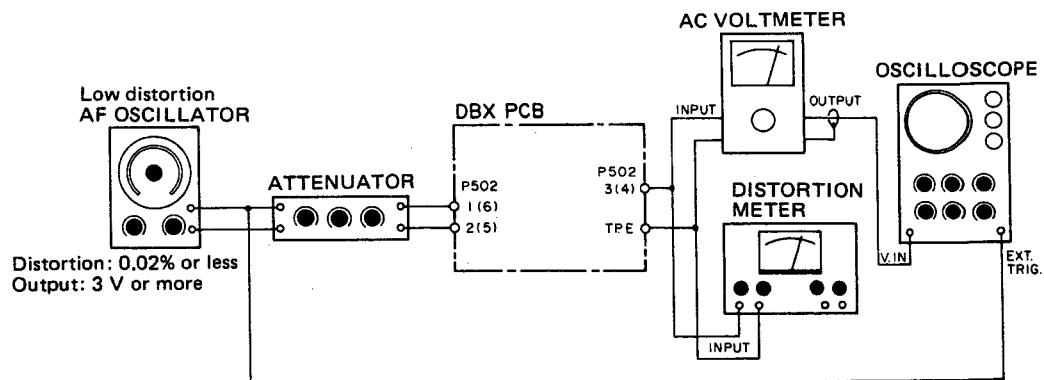 AC VOLTMETER
OSCILLOSCOPE
Low distortion
AF OSCILLATOR
DBX PCB
INPUT
OUTPUT
ATTENUATOR
P502
1(6)
2(5)
P502
3(4)
TPE
DISTORTION
METER
Distortion: 0.02% or less
Output: 3 V or more
V.IN
EXT.
TRIG.
INPUT